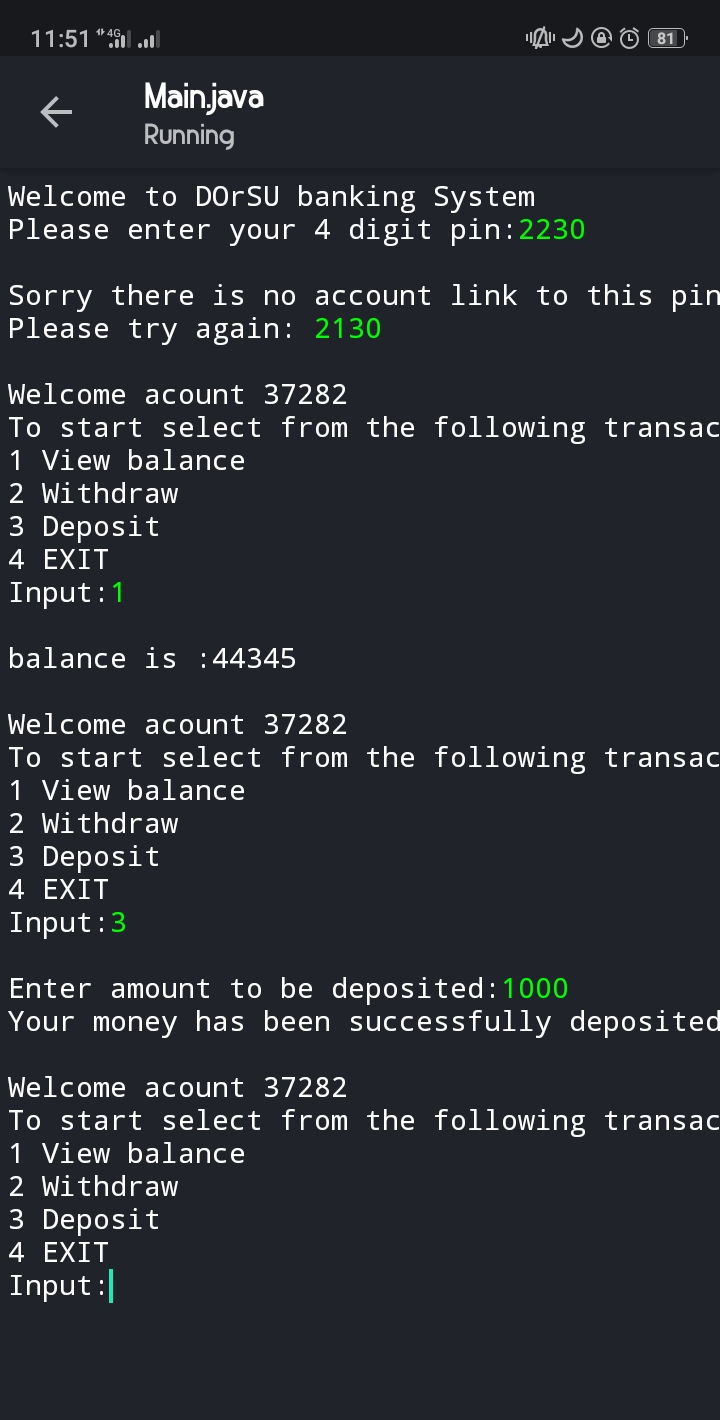 11:51 4G 81
Main.java
Running
Welcome to DOrSU banking System
Please enter your 4 digit pin:2230
Sorry there is no account link to this pin
Please try again: 2130
Welcome acount 37282
To start select from the following transac
1 View balance
2 Withdraw
3 Deposit
4 EXIT
Input:1
balance is :44345
Welcome acount 37282
To start select from the following transac
1 View balance
2 Withdraw
3 Deposit
4 EXIT
Input:3
Enter amount to be deposited:1000
Your money has been successfully deposited
Welcome acount 37282
To start select from the following transac
1 View balance
2 Withdraw
3 Deposit
4 EXIT
Input: